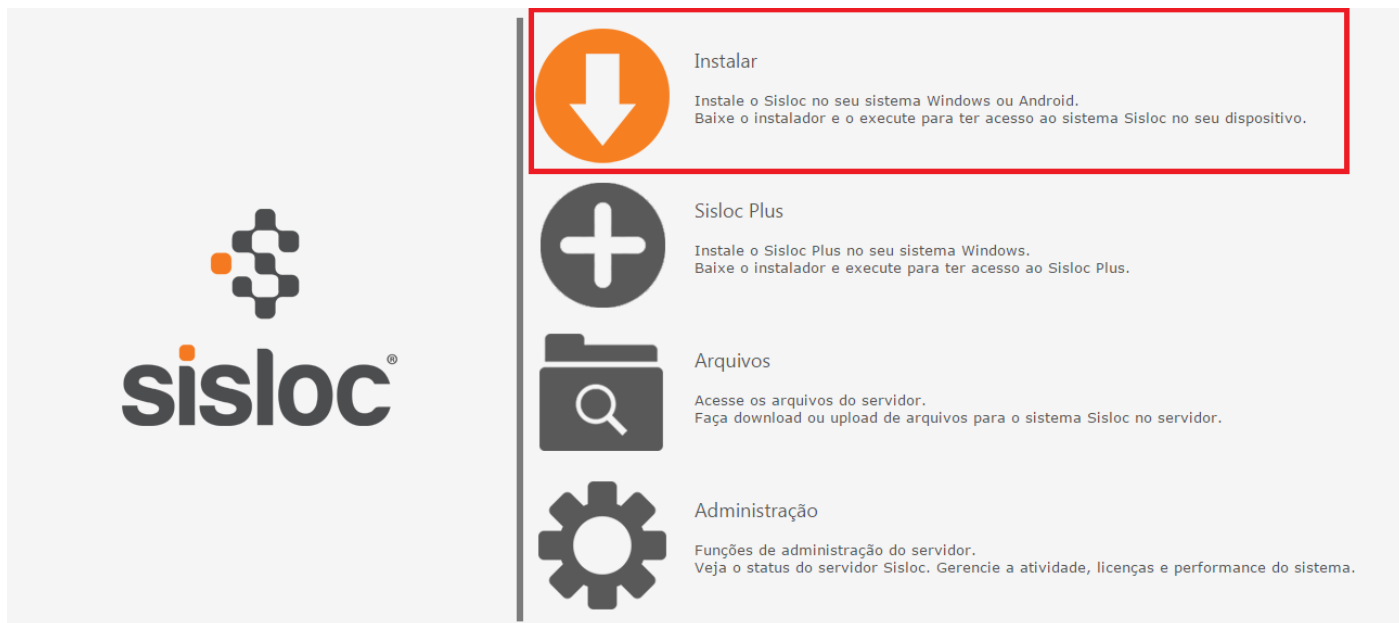 Instalar
Instale o Sisloc no seu sistema Windows ou Android.
Baixe o instalador e o execute para ter acesso ao sistema Sisloc no seu dispositivo.
Sisloc Plus
Instale o Sisloc Plus no seu sistema Windows.
Baixe o instalador e execute para ter acesso ao Sisloc Plus.
sisloc®
Arquivos
Acesse os arquivos do servidor.
Faça download ou upload de arquivos para o sistema Sisloc no servidor.
Administração
Funções de administração do servidor.
Veja o status do servidor Sisloc. Gerencie a atividade, licenças e performance do sistema.